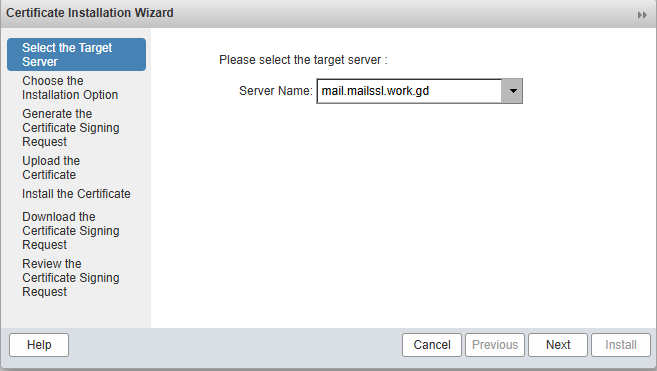 Certificate Installation Wizard
Select the Target
Server
Choose the
Installation Option
Generate the
Certificate Signing
Request
Upload the
Certificate
Install the Certificate
Download the
Certificate Signing
Request
Review the
Certificate Signing
Request
Please select the target server :
Server Name: mail.mailssl.work.gd
Help
Cancel
Previous
Next
Install